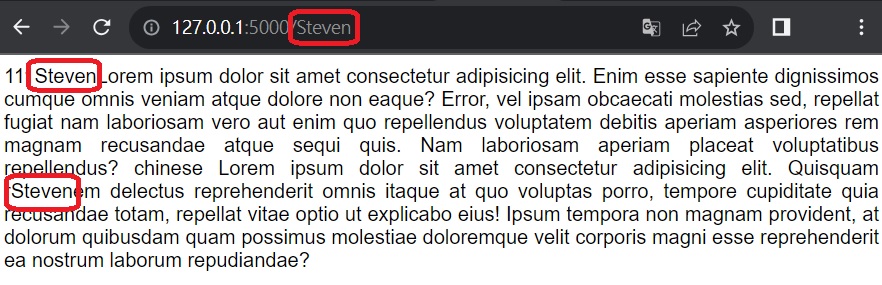 127.0.0.1:5000/Steven
11 StevenLorem ipsum dolor sit amet consectetur adipisicing elit. Enim esse sapiente dignissimos
cumque omnis veniam atque dolore non eaque? Error, vel ipsam obcaecati molestias sed, repellat
fugiat nam laboriosam vero aut enim quo repellendus voluptatem debitis aperiam asperiores rem
magnam recusandae atque sequi quis. Nam laboriosam aperiam placeat voluptatibus
repellendus? chinese Lorem ipsum dolor sit amet consectetur adipisicing elit. Quisquam
Stevenem delectus reprehenderit omnis itaque at quo voluptas porro, tempore cupiditate quia
recusandae totam, repellat vitae optio ut explicabo eius! Ipsum tempora non magnam provident, at
dolorum quibusdam quam possimus molestiae doloremque velit corporis magni esse reprehenderit
ea nostrum laborum repudiandae?